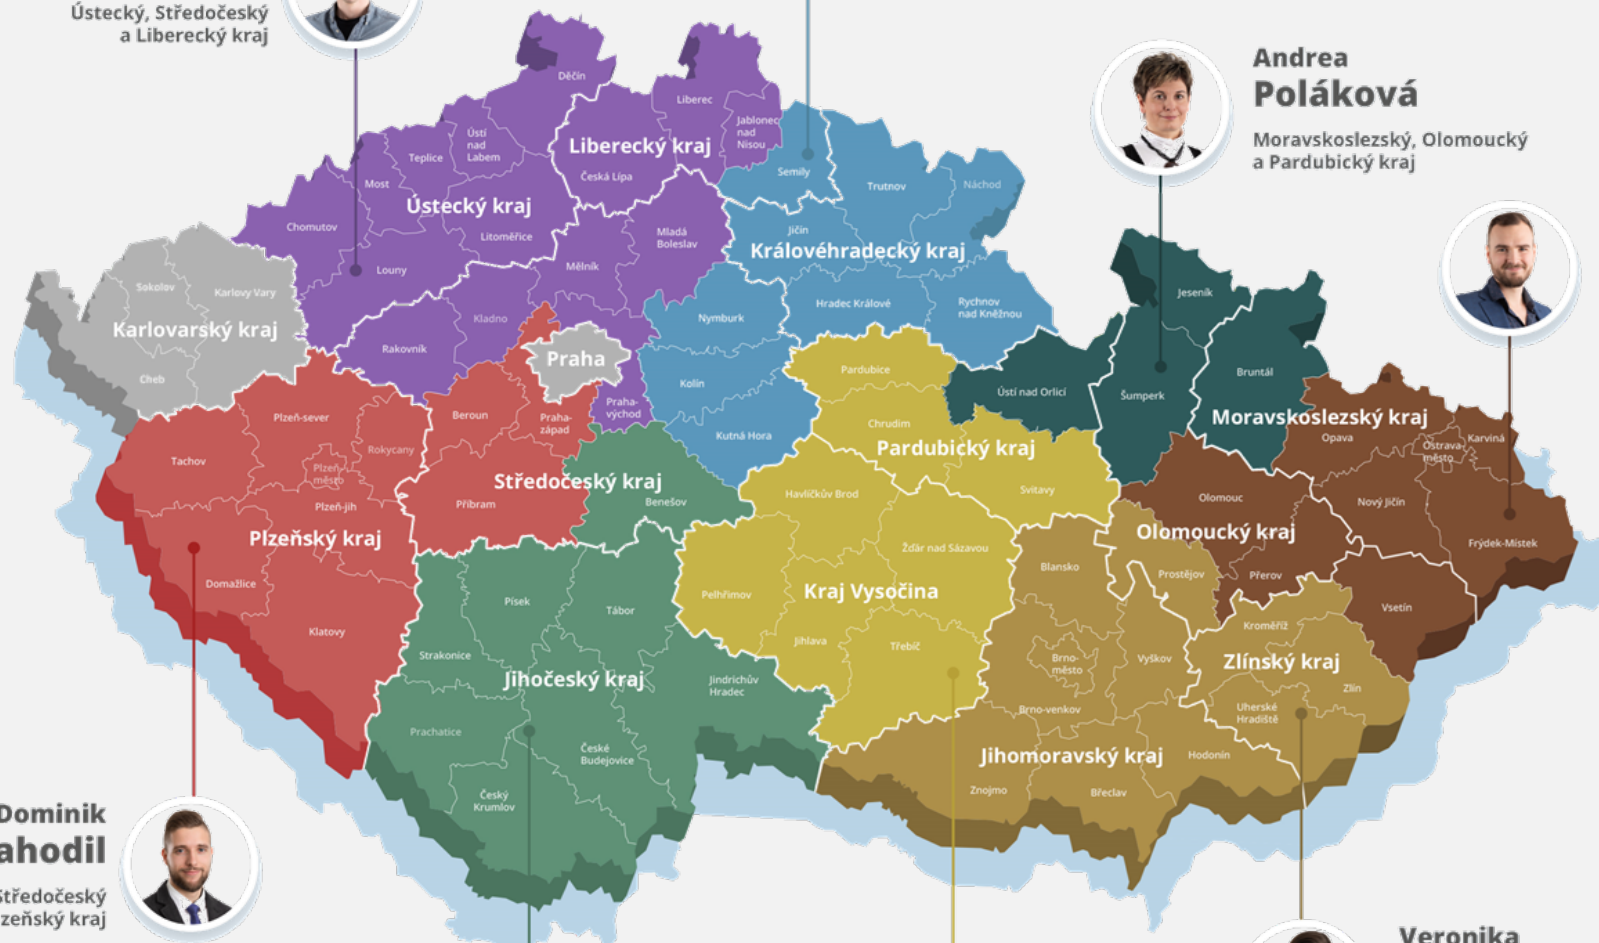 Ústecký, Středočeský
a Liberecký kraj
Andrea
Poláková
Moravskoslezský, Olomoucký
a Pardubický kraj
Děčín
Liberec
Jablonec
nad
Nisou
Ústí
nad
Labem
Teplice
Liberecký kraj
Česká Lípa
Most
Semily
Trutnov
Náchod
Ústecký kraj
Chomutov
Litoměřice
Mladá
Boleslav
Jičín
Královéhradecký kraj
Louny
Mělník
Sokolov
Karlovy Vary
Karlovarský kraj
Cheb
Kladno
Rakovník
Nymburk
Hradec Králové
Rychnov
nad Kněžnou
Jeseník
Praha
Kolín
Pardubice
Ústí nad Orlicí
Šumperk
Bruntál
Praha-
východ
Praha-
západ
Beroun
Plzeň-sever
Rokycany
Kutná Hora
Chrudim
Pardubický kraj
Moravskoslezský kraj
Opava
Ostrava-
město
Karviná
Tachov
Plzeň-
město
Plzeň-jih
Středočeský kraj
Příbram
Benešov
Havlíčkův Brod
Svitavy
Olomouc
Nový Jičín
Plzeňský kraj
Olomoucký kraj
Frýdek-Místek
Domažlice
Klatovy
Písek
Tábor
Pelhřimov
Žďár nad Sázavou
Kraj Vysočina
Blansko
Prostějov
Přerov
Vsetín
Strakonice
Jihočeský kraj
Jindrichův
Hradec
Jihlava
Třebíč
Brno-
město
Vyškov
Kroměříž
Zlínský kraj
Zlín
Uherské
Hradiště
Brno-venkov
Prachatice
České
Budejovice
Český
Krumlov
Jihomoravský kraj
Hodonín
Znojmo
Břeclav
Dominik
ahodil
Středočeský
zeňský kraj
Veronika